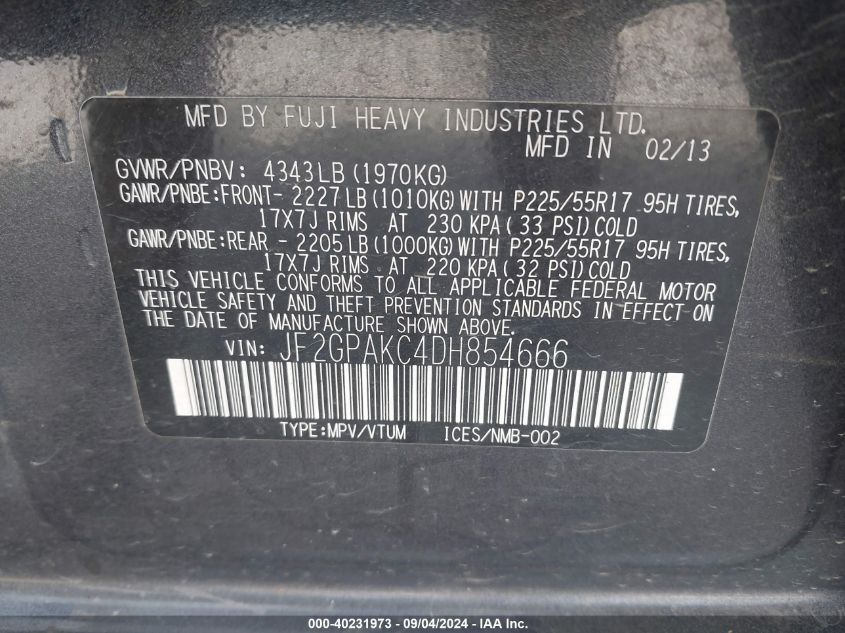 MFD BY FUJI HEAVY INDUSTRIES LTD.
MFD IN 02/13
GVWR/PNBV: 4343LB (1970KG)
GAWR/PNBE:FRONT- 2227LB (1010KG) WITH P225/55R17 95H TIRES,
17X7J RIMS AT 230 KPA( 33 PSI) COLD
GAWR/PNBE:REAR - 2205LB (1000KG) WITH P225/55R17 95H TIRES,
17X7J RIMS AT 220 KPA( 32 PSI) COLD
THIS VEHICLE CONFORMS TO ALL APPLICABLE FEDERAL MOTOR
VEHICLE SAFETY AND THEFT PREVENTION STANDARDS IN EFFECT ON
THE DATE OF MANUFACTURE SHOWN ABOVE.
VIN: JF2GPAKC4DH854666
TYPE:MPV/VTUM ICES/NMB-002
000-40231973 - 09/04/2024 - IAA Inc.